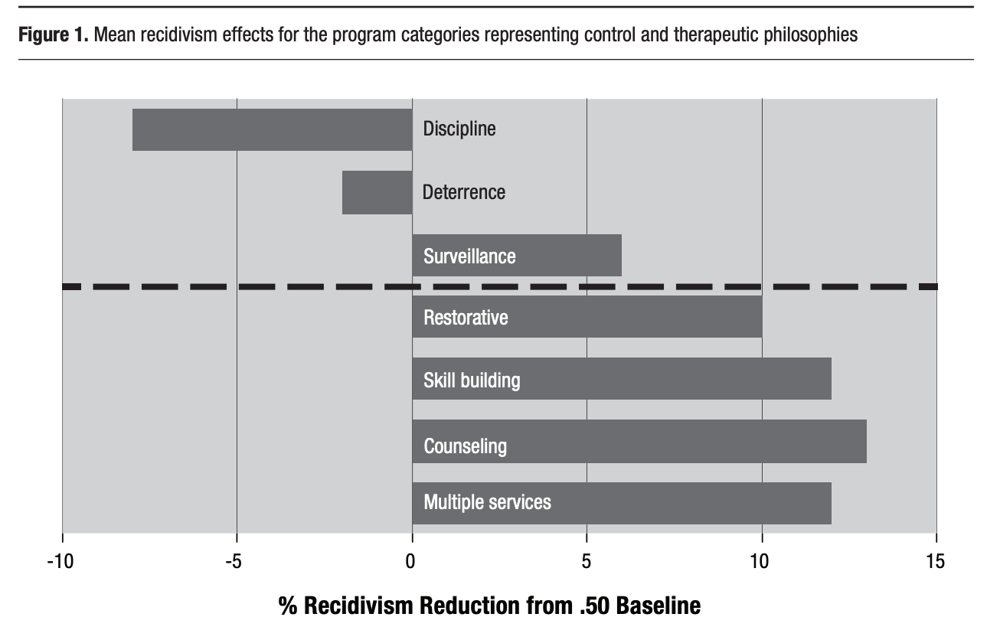 Figure 1. Mean recidivism effects for the program categories representing control and therapeutic philosophies
Discipline
Deterrence
Surveillance
Restorative
Skill building
Counseling
Multiple services
-10 -5 0 5 10 15
% Recidivism Reduction from .50 Baseline